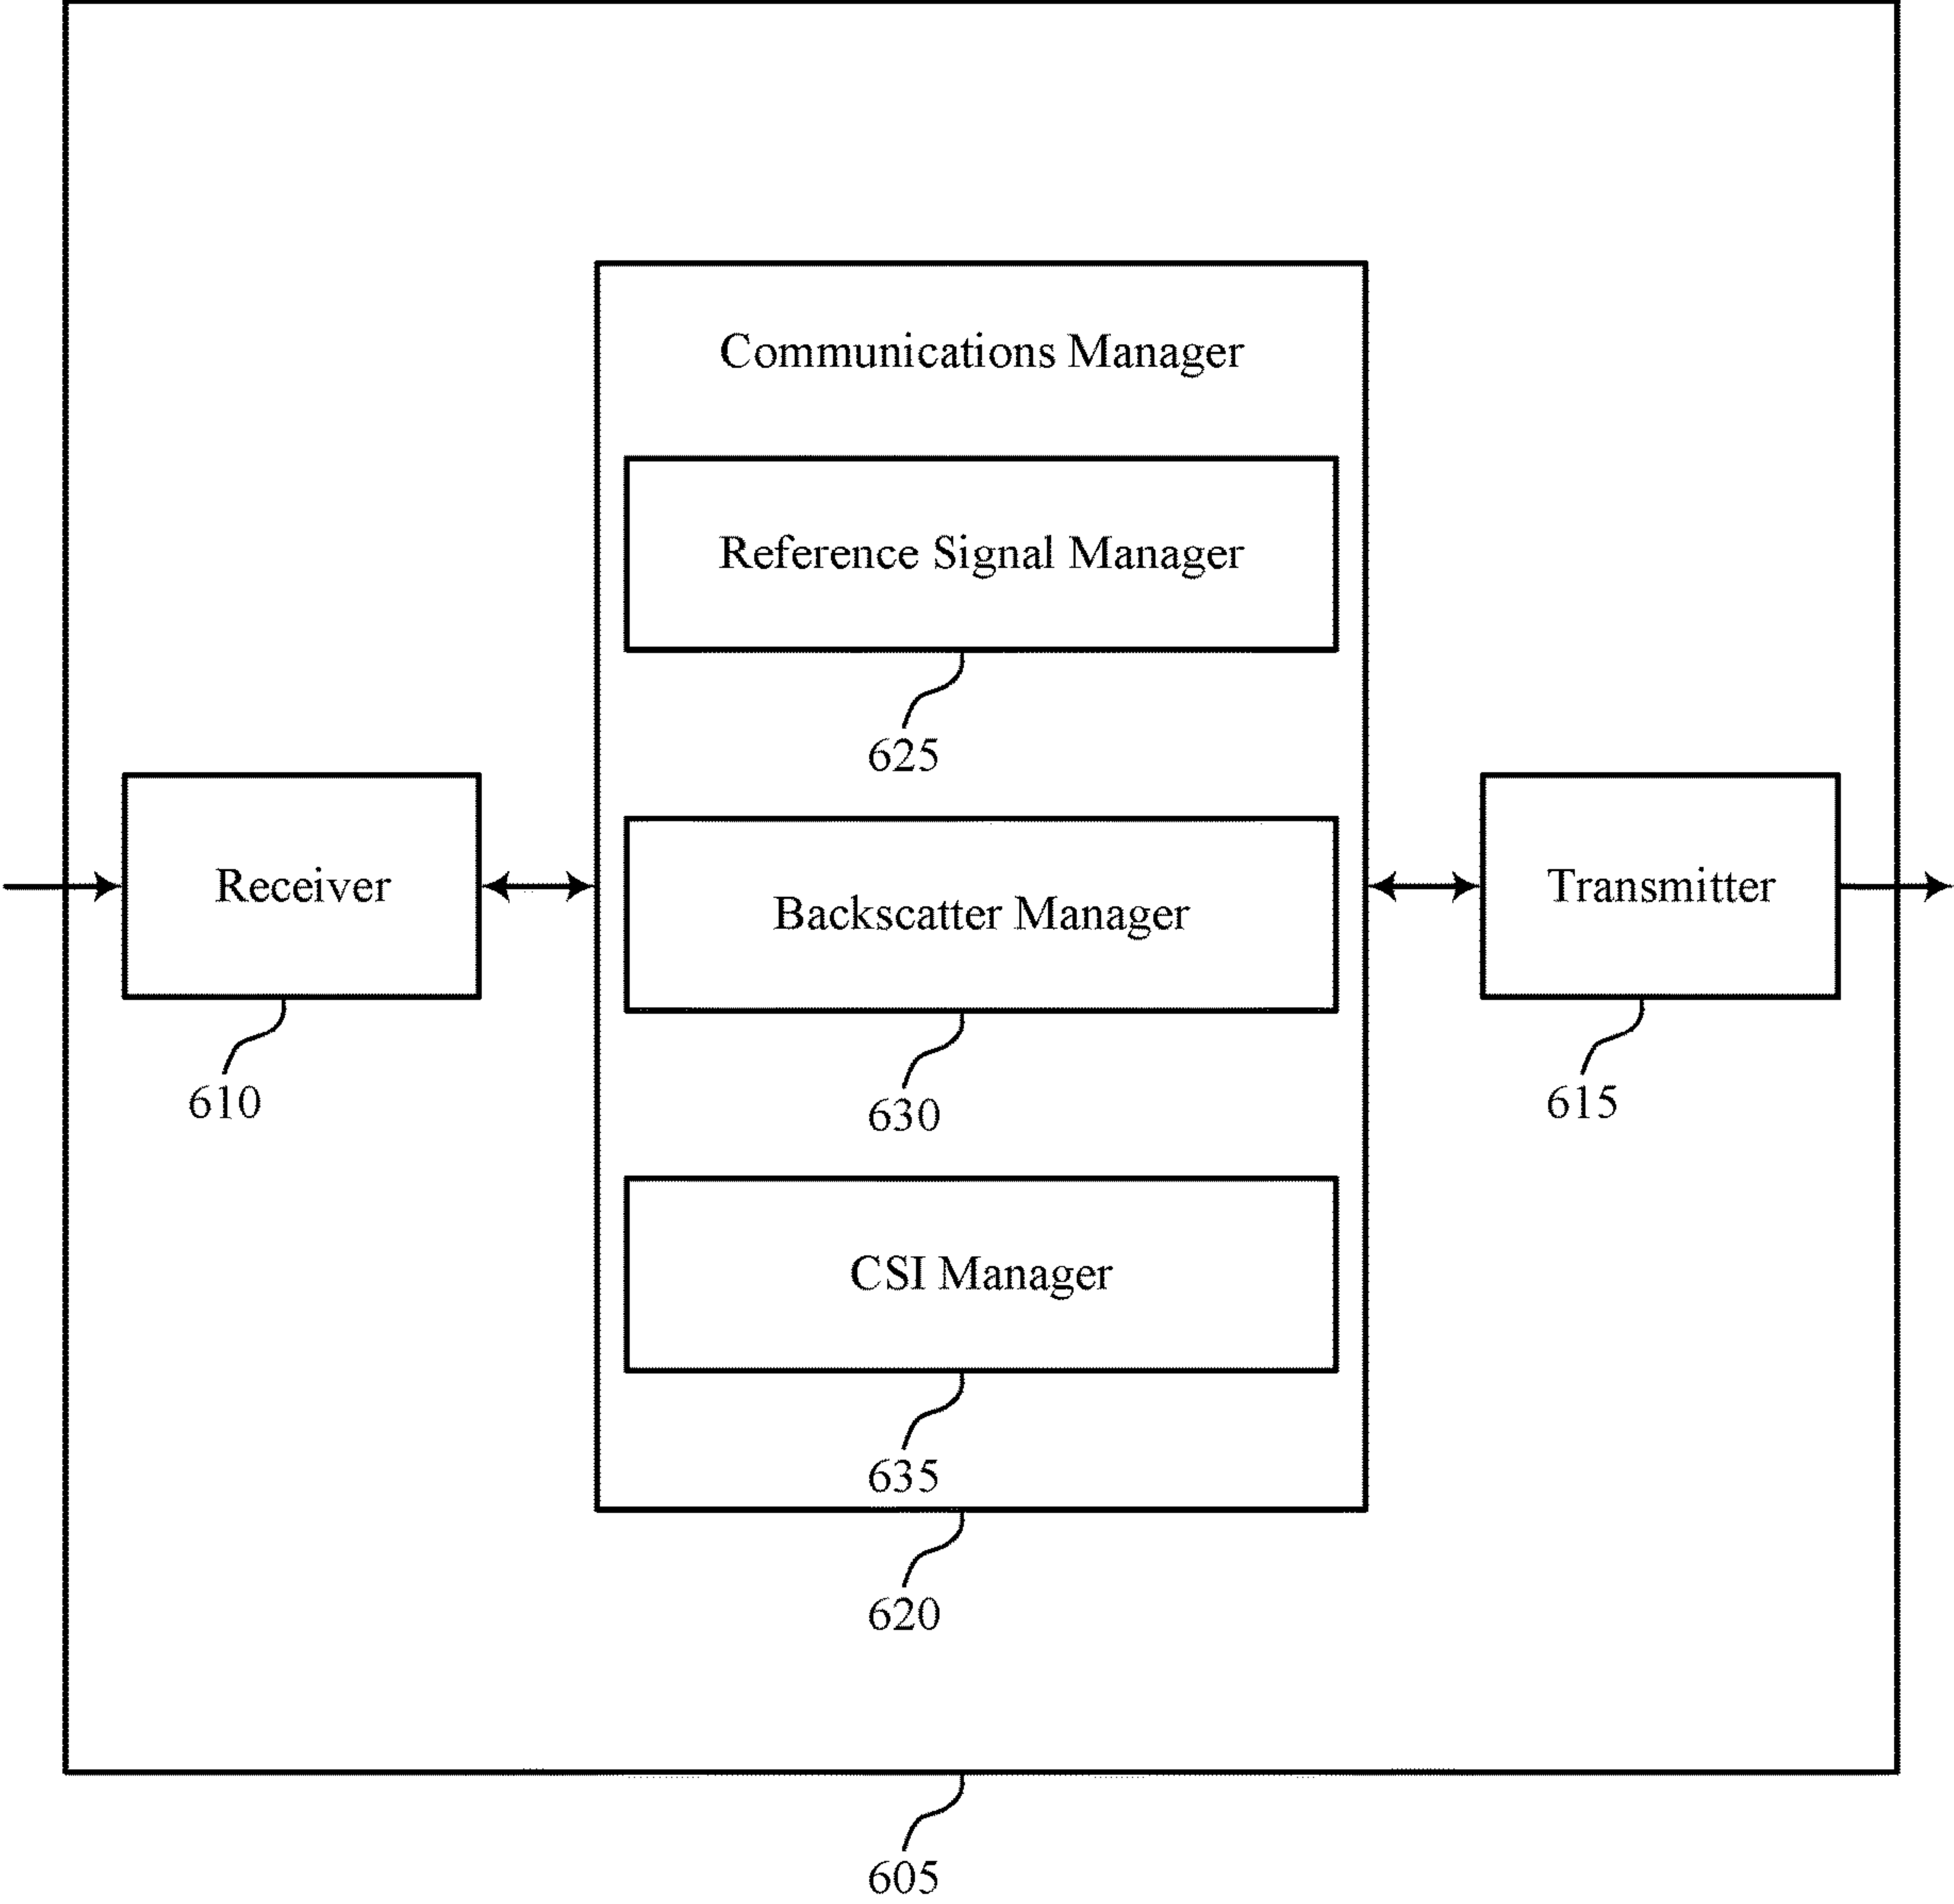 Communications Manager
Reference Signal Manager
625
Receiver
Backscatter Manager
Transmitter
610
630
615
CSI Manager
635
620
605